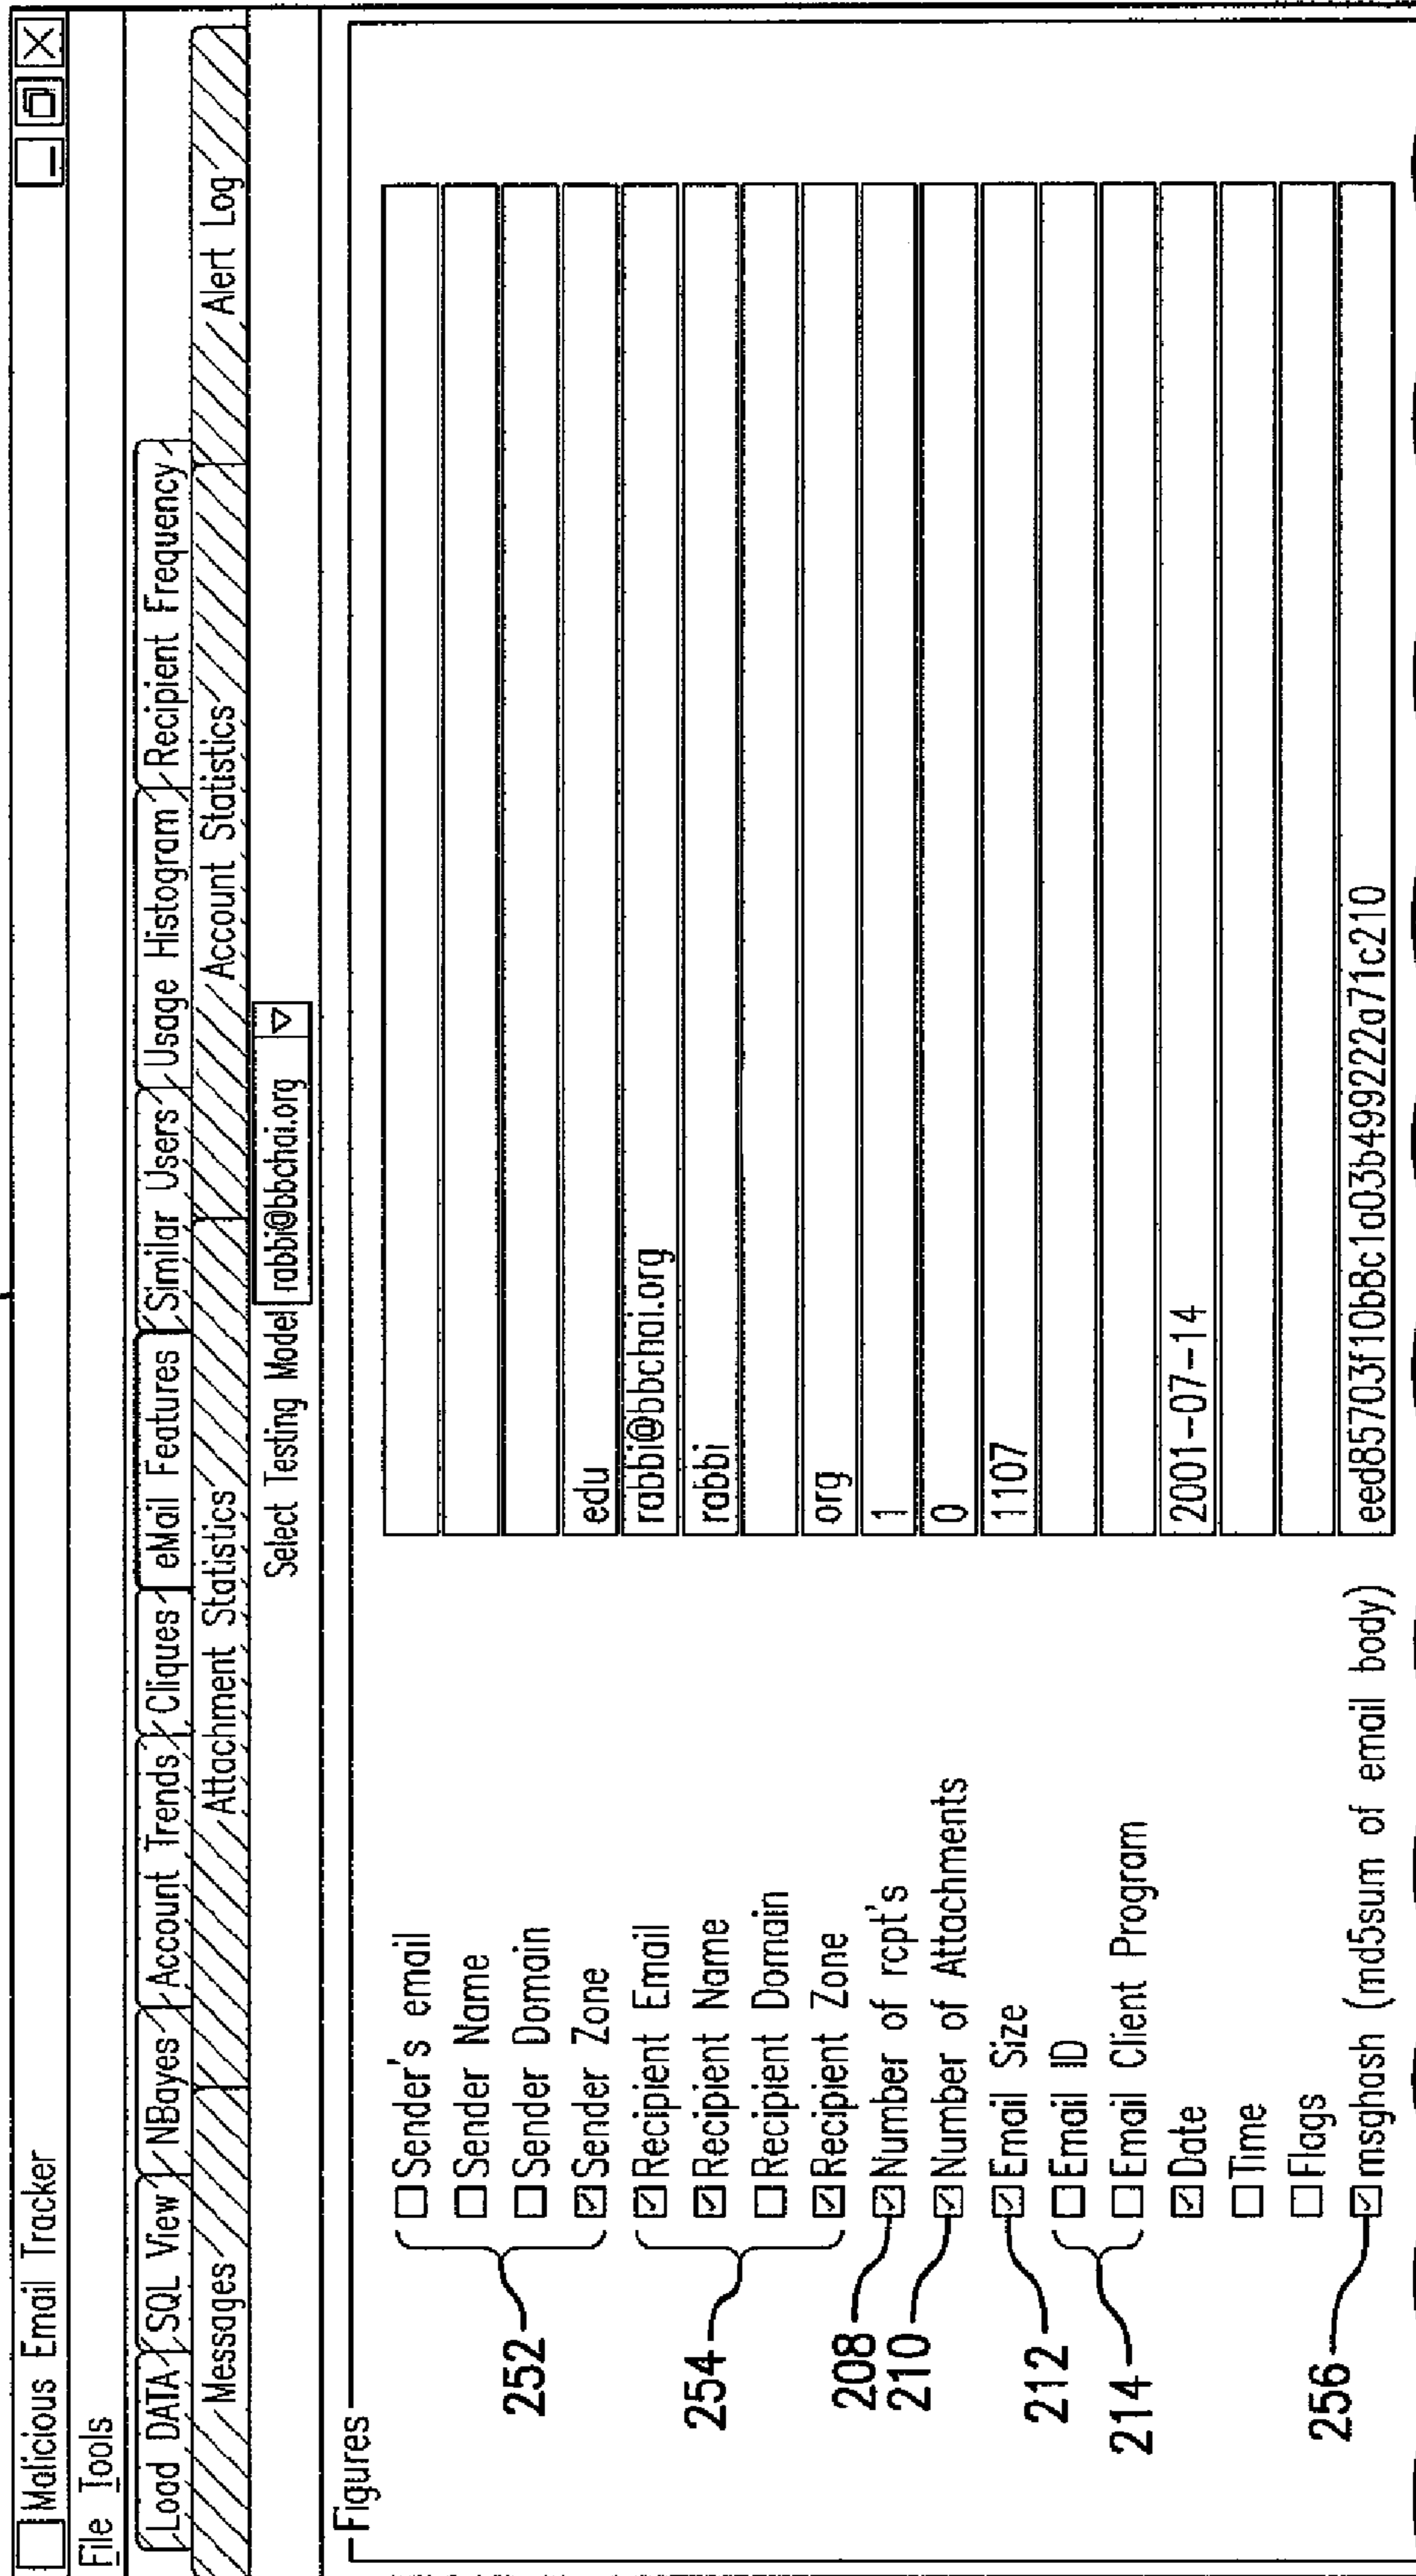 Malicious Email Tracker
File Tools
Load DATA SQL View NBayes Account Trends Cliques eMail Features Similar Users Usage Histogram Recipient Frequency
Messages Attachment Statistics Account Statistics Alert Log
Select Testing Model rabbi@bbchai.org
Figures
252
Sender's email
Sender Name
Sender Domain
Sender Zone edu
254
Recipient Email rabbi@bbchai.org
Recipient Name rabbi
Recipient Domain
Recipient Zone org
208 Number of rcpt's 1
210 Number of Attachments 0
212 Email Size 1107
214
Email ID
Email Client Program
Date 2001-07-14
Time
Flags
256 msghash (md5sum of email body) eed85703f10b8c1a03b499222a71c210